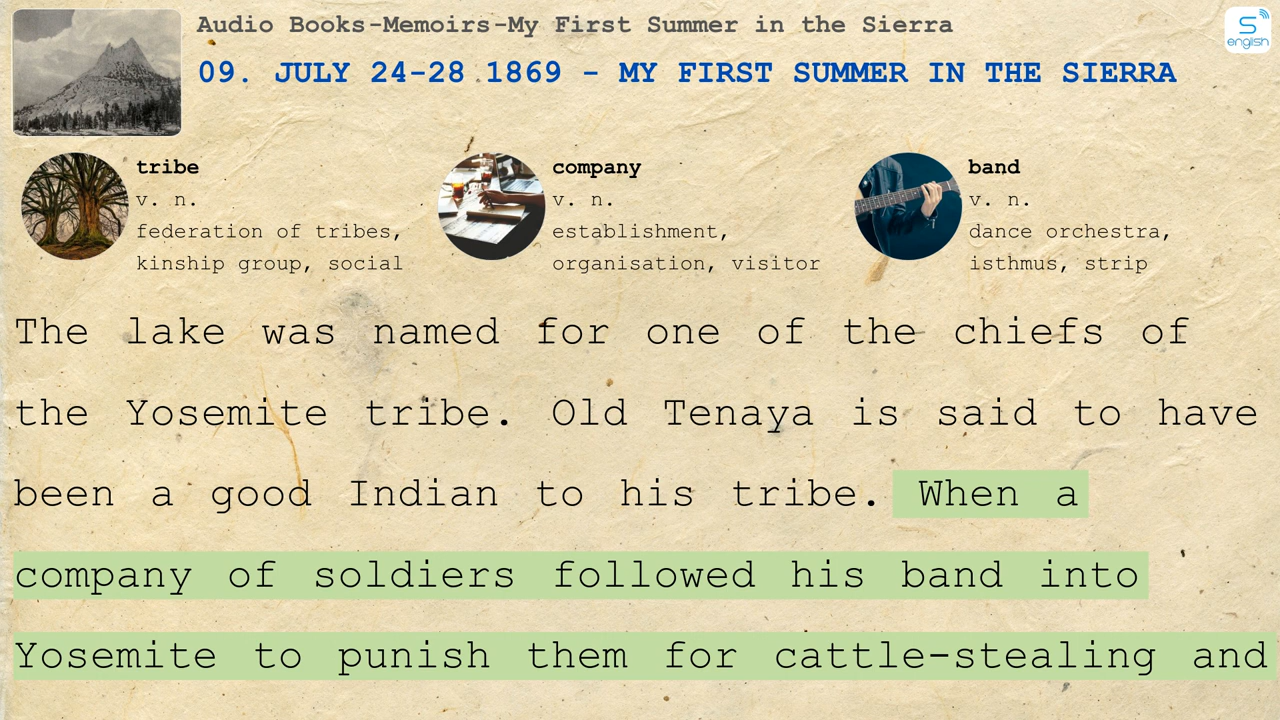 Audio Books-Memoirs-My First Summer in the Sierra
09. JULY 24-28 1869 - MY FIRST SUMMER IN THE SIERRA
S
english
tribe
v. n.
federation of tribes,
kinship group, social
company
v. n.
establishment,
organisation, visitor
band
v. n.
dance orchestra,
isthmus, strip
The lake was named for one of the chiefs of
the Yosemite tribe. Old Tenaya is said to have
been a good Indian to his tribe. When a
company of soldiers followed his band into
Yosemite to punish them for cattle-stealing and